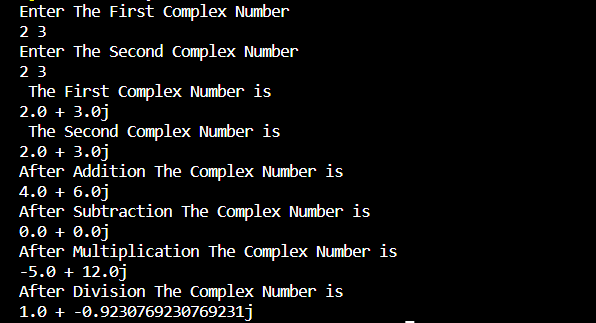 Enter The First Complex Number
2 3
Enter The Second Complex Number
2 3
 The First Complex Number is
2.0 + 3.0j
 The Second Complex Number is
2.0 + 3.0j
After Addition The Complex Number is
4.0 + 6.0j
After Subtraction The Complex Number is
0.0 + 0.0j
After Multiplication The Complex Number is
-5.0 + 12.0j
After Division The Complex Number is
1.0 + -0.9230769230769231j